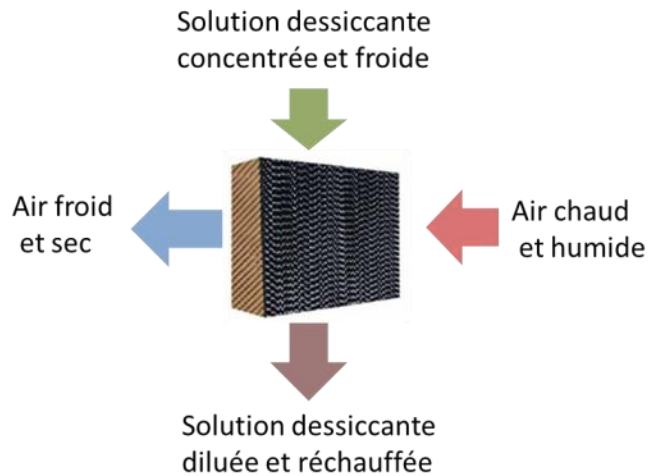 Solution dessiccante
concentrée et froide
Air froid
et sec
Air chaud
et humide
Solution dessiccante
diluée et réchauffée